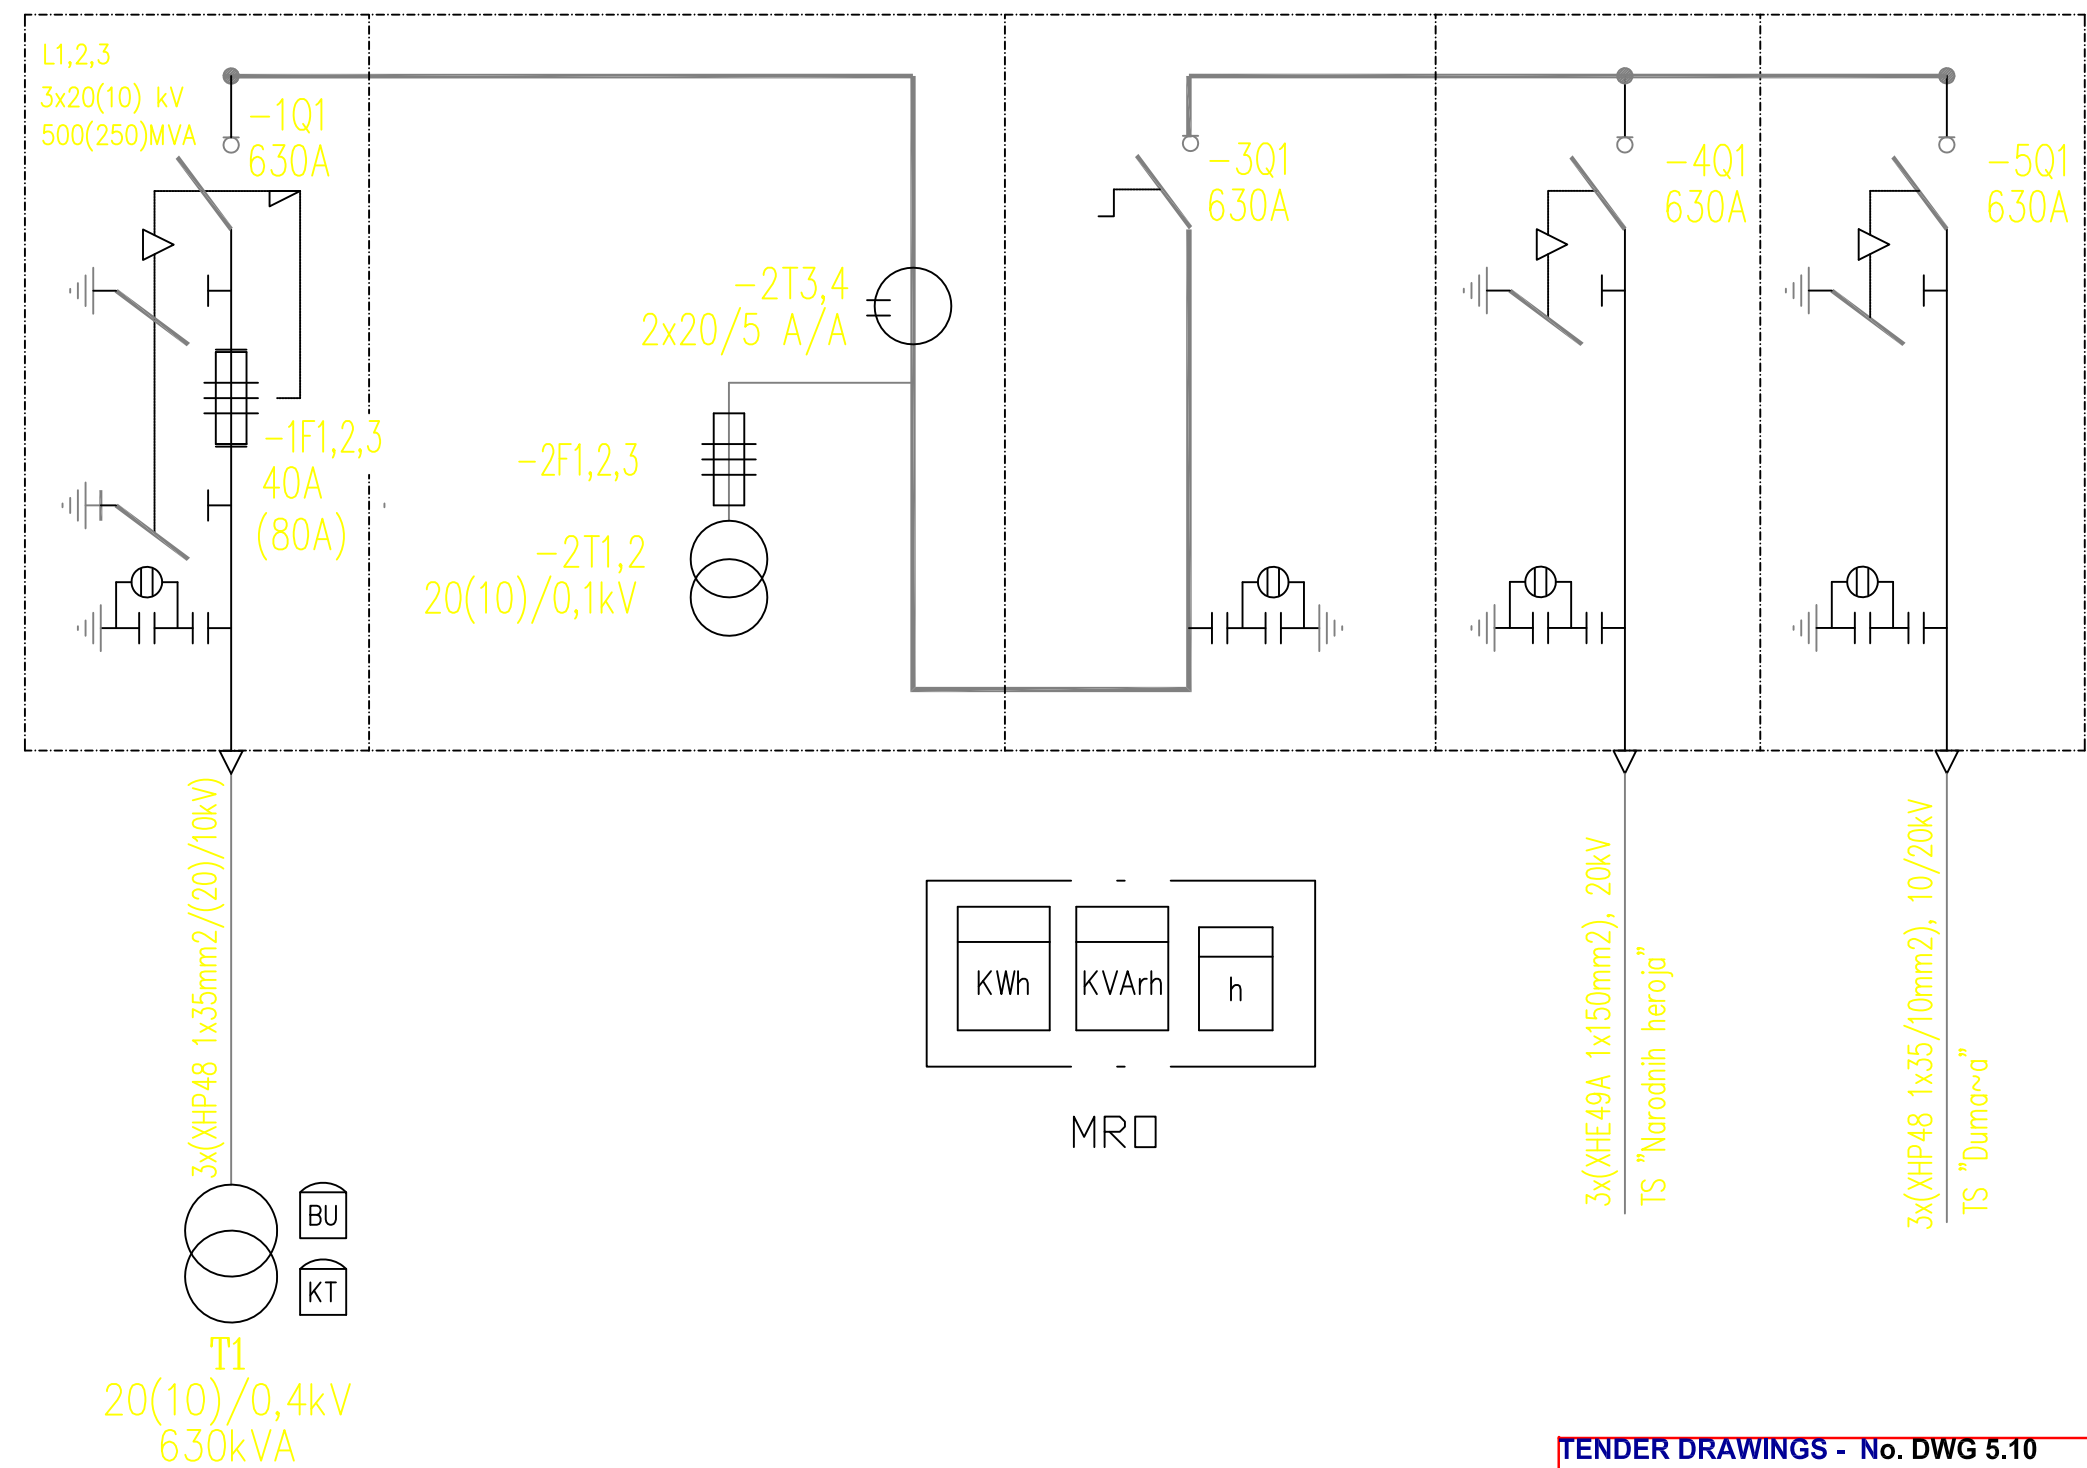 L1,2,3
3x20(10) kV
500(250)MVA
-1Q1
630A
-3Q1
630A
-4Q1
630A
-5Q1
630A
-2T3,4
2x20/5 A/A
-1F1,2,3
40A
(80A)
-2F1,2,3
-2T1,2
20(10)/0,1kV
3x(XHP48 1x35mm2/(20)/10kV)
KWh
KVArh
h
MRO
3x(XHE49A 1x150mm2), 20kV
TS "Narodnih heroja"
3x(XHP48 1x35/10mm2), 10/20kV
TS "Duma~a"
BU
KT
T1
20(10)/0,4kV
630kVA
TENDER DRAWINGS - No. DWG 5.10